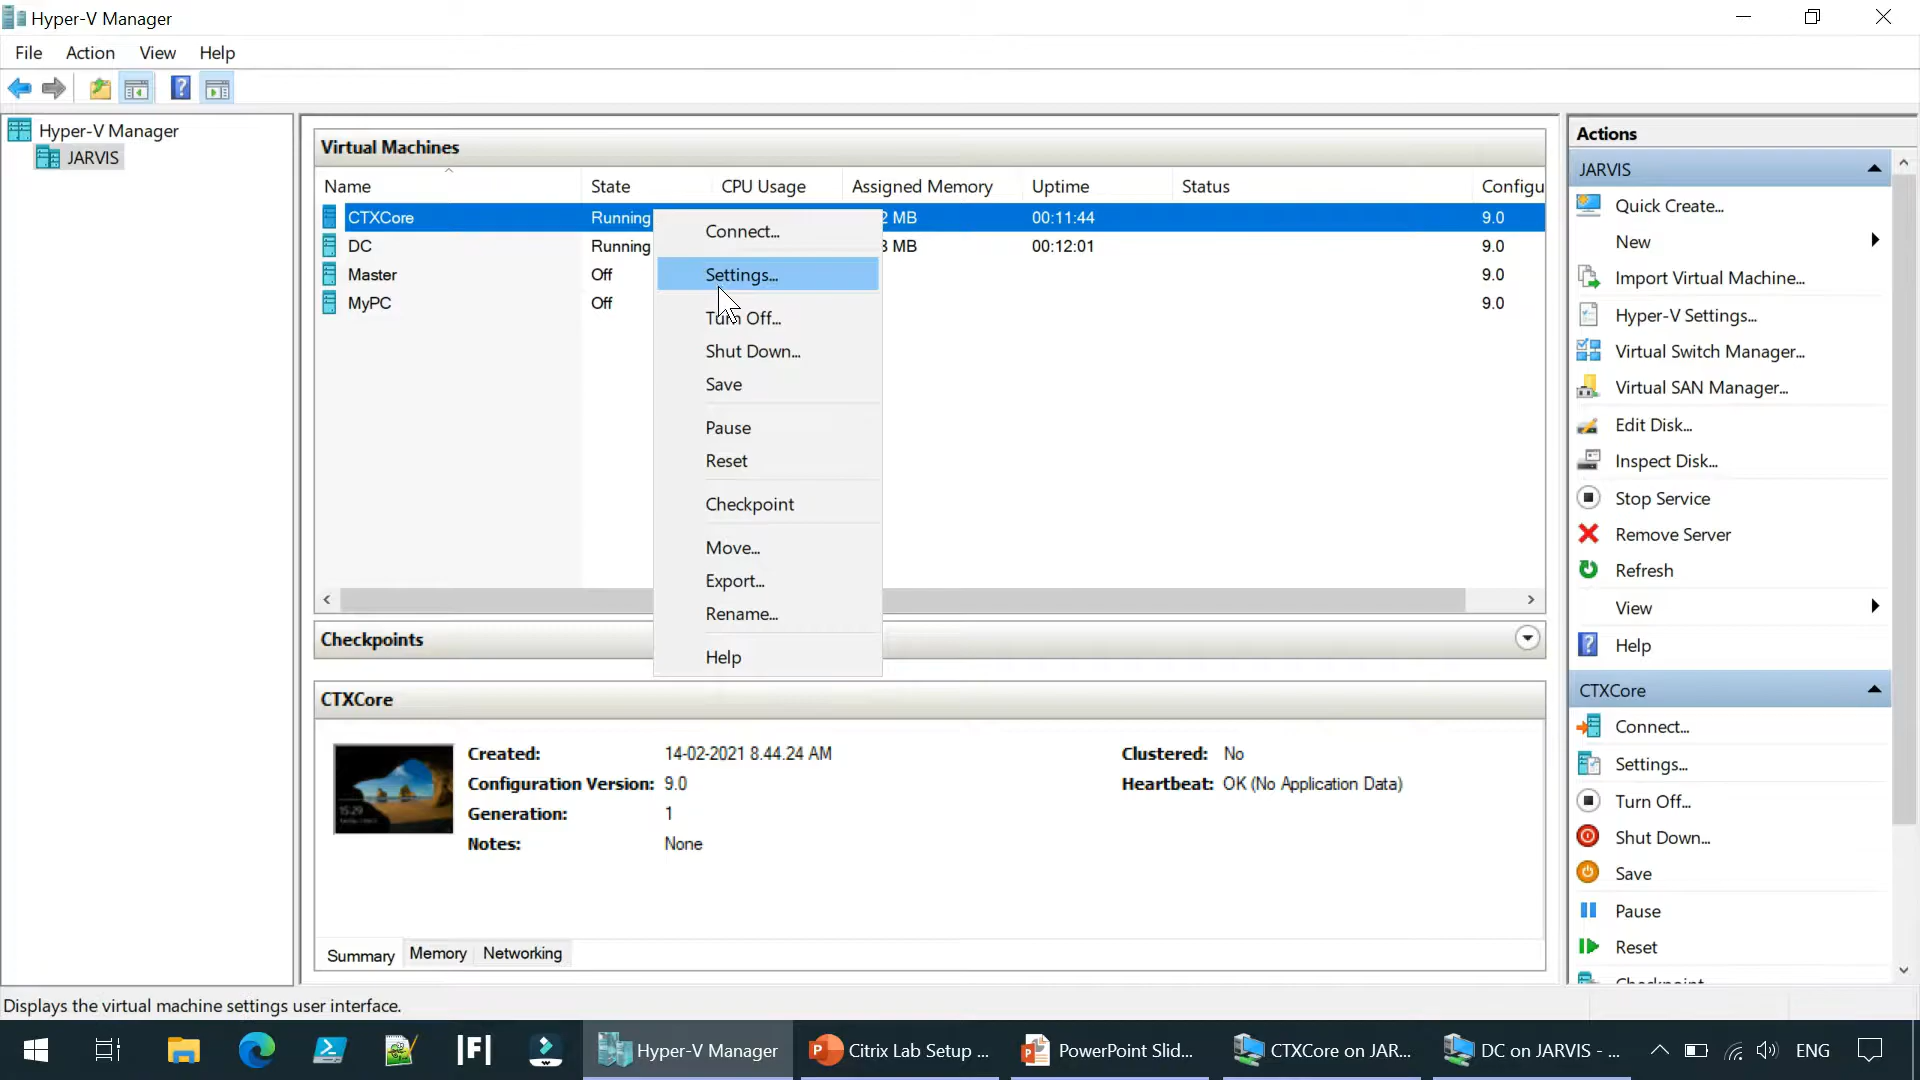 Hyper-V Manager
File Action View Help
Hyper-V Manager
JARVIS
Virtual Machines
Name State CPU Usage Assigned Memory Uptime Status Configu
CTXCore Running 2 MB 00:11:44 9.0
DC Running 3 MB 00:12:01 9.0
Master Off 9.0
MyPC Off 9.0
Connect...
Settings...
Turn Off...
Shut Down...
Save
Pause
Reset
Checkpoint
Move...
Export...
Rename...
Help
Checkpoints
CTXCore
Created: 14-02-2021 8.44.24 AM Clustered: No
Configuration Version: 9.0 Heartbeat: OK (No Application Data)
Generation: 1
Notes: None
15:29
Summary Memory Networking
Actions
JARVIS
Quick Create...
New
Import Virtual Machine...
Hyper-V Settings...
Virtual Switch Manager...
Virtual SAN Manager...
Edit Disk...
Inspect Disk...
Stop Service
Remove Server
Refresh
View
Help
CTXCore
Connect...
Settings...
Turn Off...
Shut Down...
Save
Pause
Reset
Checkpoint
Displays the virtual machine settings user interface.
Hyper-V Manager Citrix Lab Setup ... PowerPoint Slid... CTXCore on JAR... DC on JARVIS - ... ENG